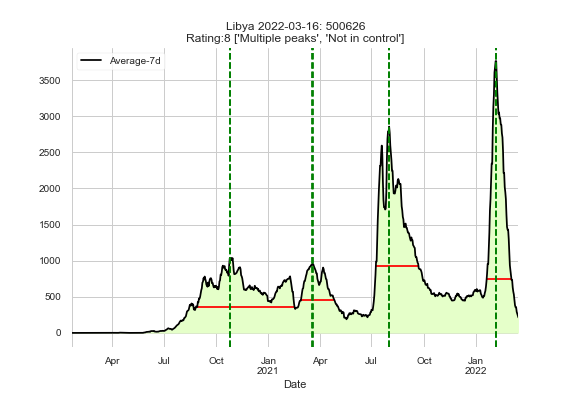 Libya 2022-03-16: 500626
Rating:8 ['Multiple peaks', 'Not in control']
Average-7d
3500
3000
2500
2000
1500
1000
500
0
Apr Jul Oct Jan Apr Jul Oct Jan
2021 2022
Date